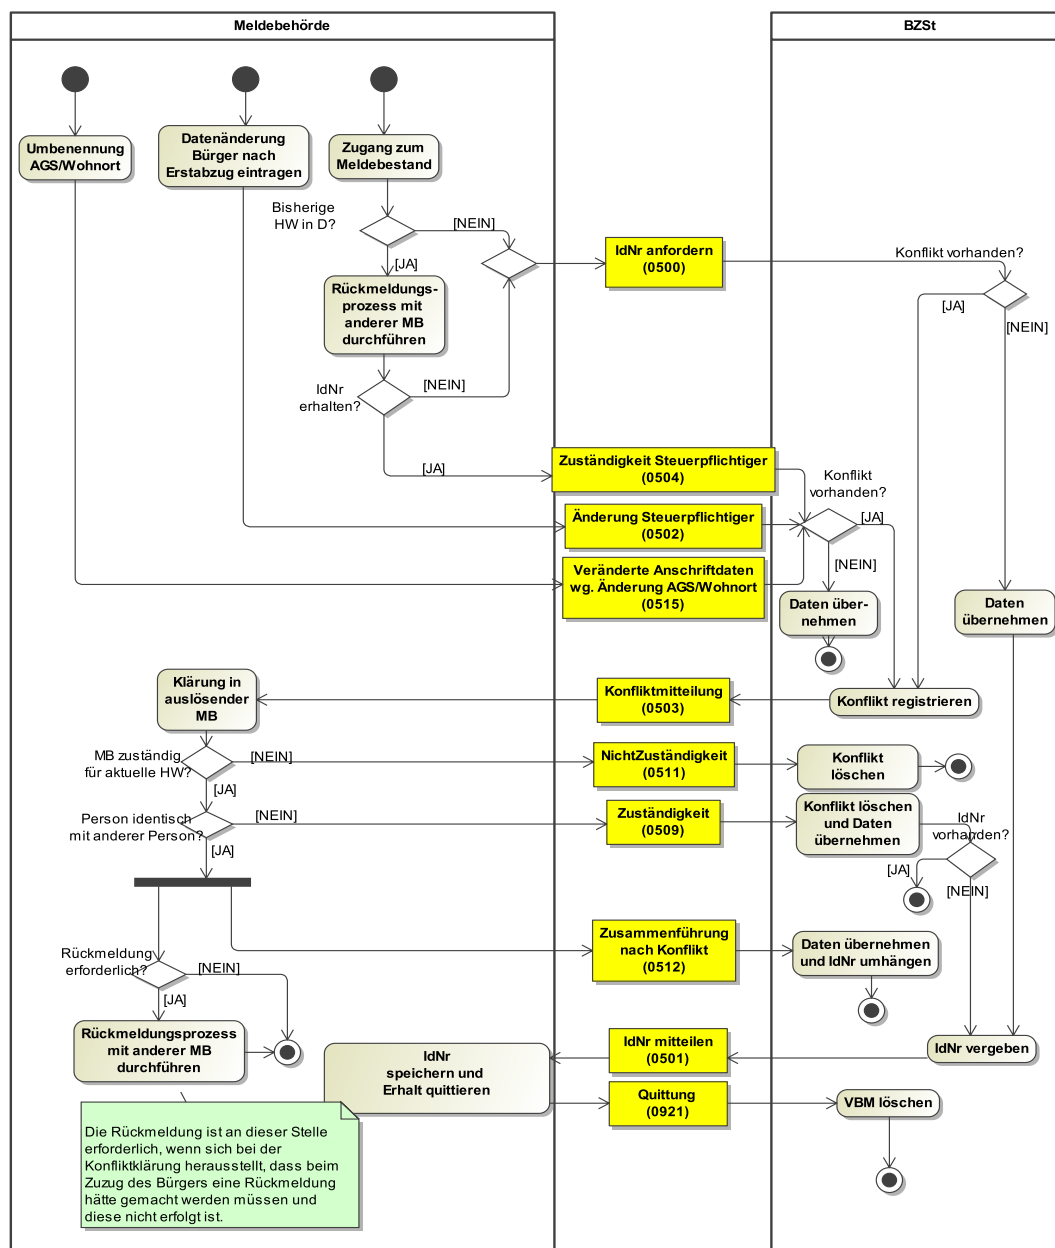 Meldebehörde
BZSt
Umbenennung
AGS/Wohnort
Datenänderung
Bürger nach
Erstabzug eintragen
Zugang zum
Meldebestand
Bisherige
HW in D?
[NEIN]
[JA]
IdNr anfordern
(0500)
Konflikt vorhanden?
[JA]
[NEIN]
Rückmeldungs-
prozess mit
anderer MB
durchführen
IdNr
erhalten?
[NEIN]
[JA]
Zuständigkeit Steuerpflichtiger
(0504)
Konflikt
vorhanden?
[JA]
[NEIN]
Änderung Steuerpflichtiger
(0502)
Veränderte Anschriftdaten
wg. Änderung AGS/Wohnort
(0515)
Daten über-
nehmen
Daten
übernehmen
Klärung in
auslösender
MB
Konfliktmitteilung
(0503)
Konflikt registrieren
MB zuständig
für aktuelle HW?
[NEIN]
[JA]
NichtZuständigkeit
(0511)
Konflikt
löschen
Person identisch
mit anderer Person?
[NEIN]
[JA]
Zuständigkeit
(0509)
Konflikt löschen
und Daten
übernehmen
IdNr
vorhanden?
[JA]
[NEIN]
Rückmeldung
erforderlich?
[NEIN]
[JA]
Zusammenführung
nach Konflikt
(0512)
Daten übernehmen
und IdNr umhängen
Rückmeldungsprozess
mit anderer MB
durchführen
IdNr
speichern und
Erhalt quittieren
IdNr mitteilen
(0501)
IdNr vergeben
Quittung
(0921)
VBM löschen
Die Rückmeldung ist an dieser Stelle
erforderlich, wenn sich bei der
Konfliktklärung herausstellt, dass beim
Zuzug des Bürgers eine Rückmeldung
hätte gemacht werden müssen und
diese nicht erfolgt ist.